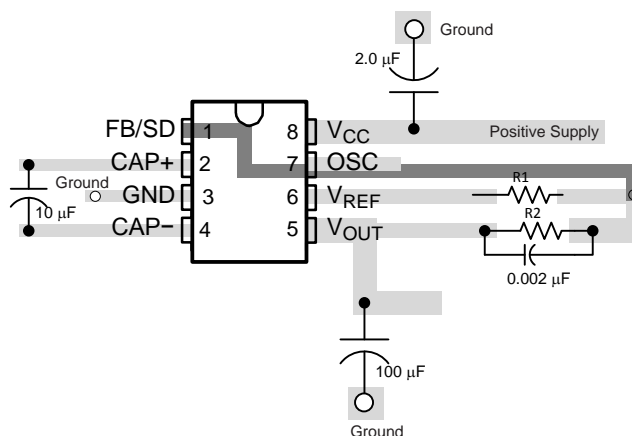 Ground
2.0 μF
FB/SD 1 8 VCC Positive Supply
CAP+ 2 7 OSC
Ground GND 3 6 VREF R1
10 μF CAP− 4 5 VOUT R2
0.002 μF
100 μF
Ground